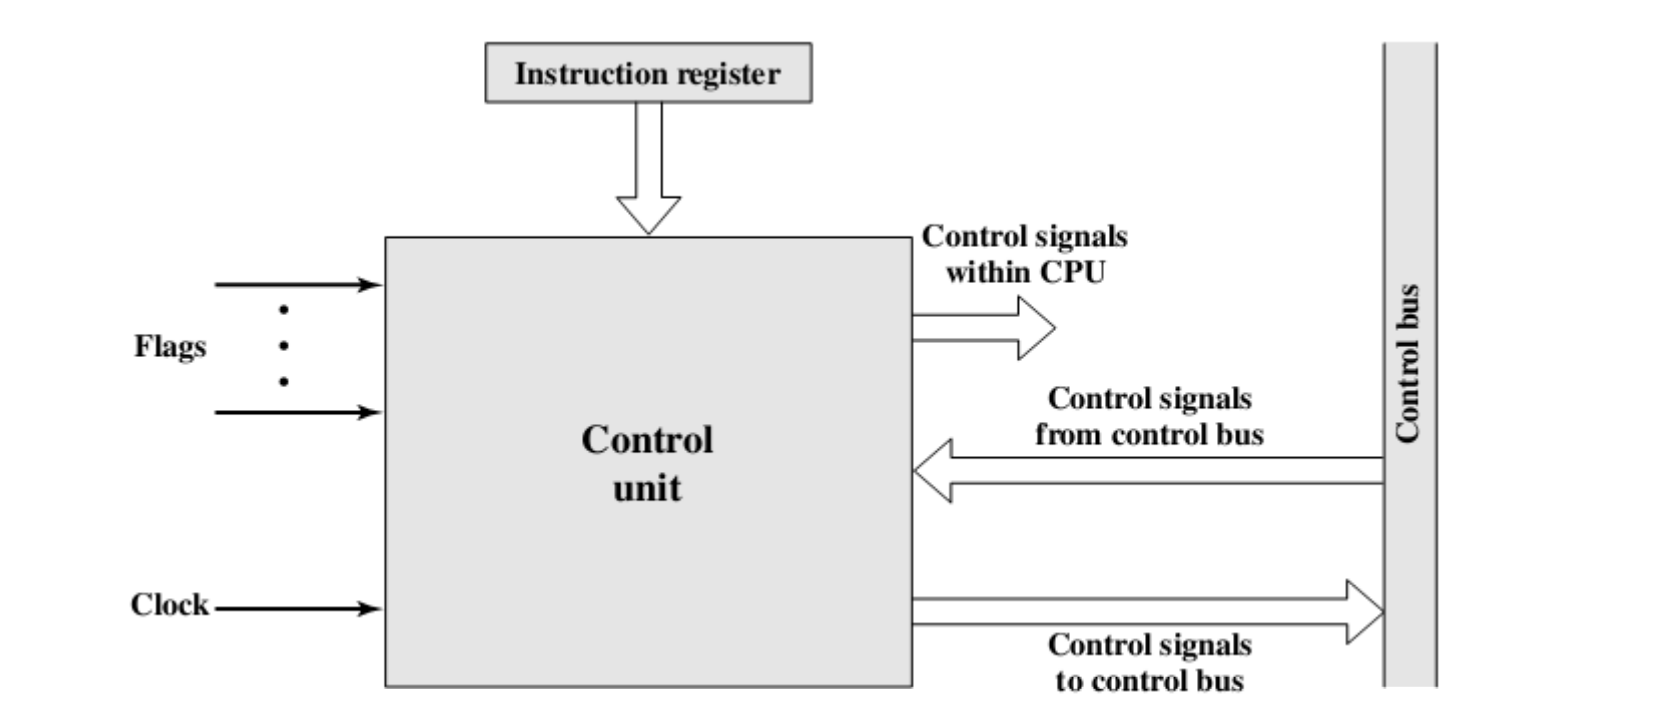 Instruction register
Control signals
within CPU
Flags
Control signals
from control bus
Control bus
Control
unit
Clock
Control signals
to control bus